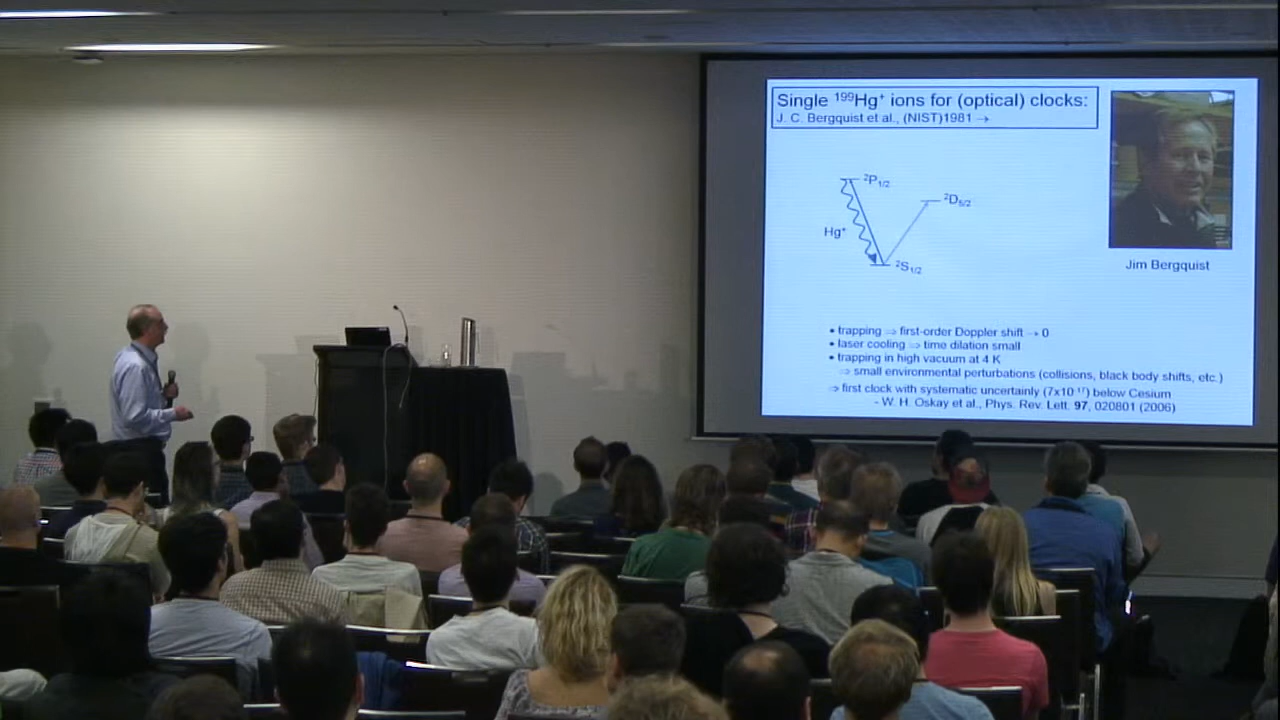 Single ¹⁹⁹Hg⁺ ions for (optical) clocks:
J. C. Bergquist et al., (NIST)1981 →
²P₁/₂
²D₅/₂
Hg⁺
²S₁/₂
Jim Bergquist
• trapping ⇒ first-order Doppler shift → 0
• laser cooling ⇒ time dilation small
• trapping in high vacuum at 4 K
⇒ small environmental perturbations (collisions, black body shifts, etc.)
⇒ first clock with systematic uncertainly (7x10⁻¹⁷) below Cesium
- W. H. Oskay et al., Phys. Rev. Lett. 97, 020801 (2006)